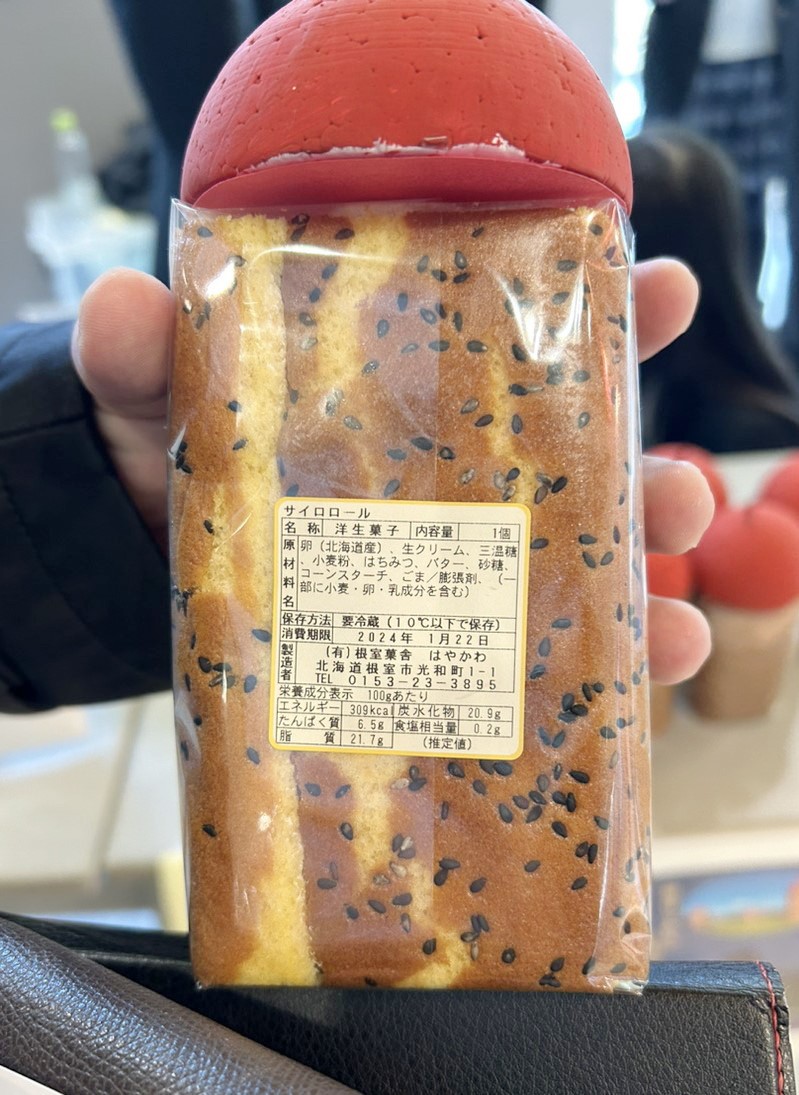 サイロロール
名称 洋生菓子 内容量 1個
原材料名 卵(北海道産)、生クリーム、三温糖
、小麦粉、はちみつ、バター、砂糖、
コーンスターチ、ごま/膨張剤、(一
部に小麦・卵・乳成分を含む)
保存方法 要冷蔵(10℃以下で保存)
消費期限 2024年 1月22日
製造者 (有)根室菓舎 はやかわ
北海道根室市光和町1-1
TEL 0153-23-3895
栄養成分表示 100gあたり
エネルギー 309kcal 炭水化物 20.9g
たんぱく質 6.5g 食塩相当量 0.2g
脂質 21.7g (推定値)